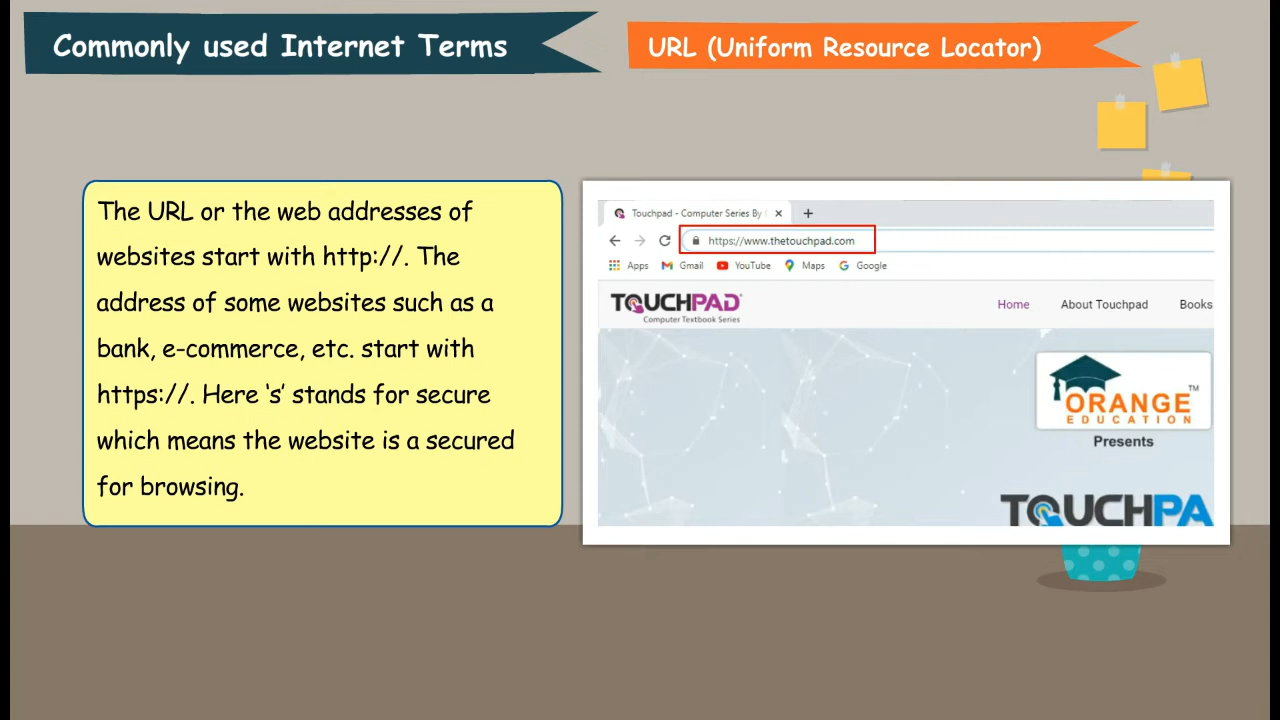 Commonly used Internet Terms
URL (Uniform Resource Locator)
The URL or the web addresses of
websites start with http://. The
address of some websites such as a
bank, e-commerce, etc. start with
https://. Here ‘s’ stands for secure
which means the website is a secured
for browsing.
Touchpad - Computer Series By
https://www.thetouchpad.com
Apps Gmail YouTube Maps Google
TOUCHPAD
Computer Textbook Series
Home About Touchpad Books
ORANGE TM
EDUCATION
Presents
TOUCHPA